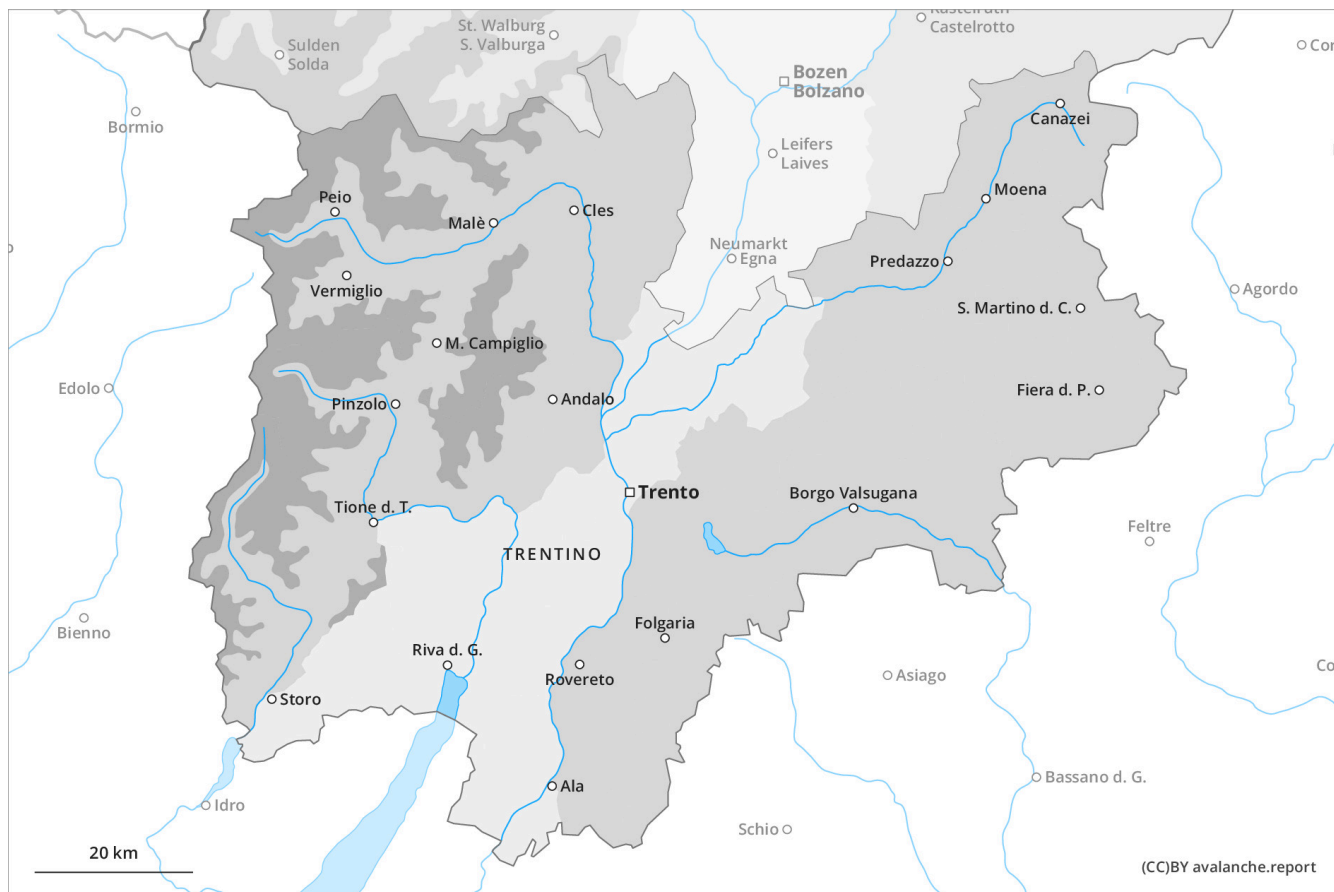 Kastelruth
Castelrotto
St. Walburg
S. Valburga
Sulden
Solda
Cor
Bozen
Bolzano
Bormio
Canazei
Leifers
Laives
Peio
Moena
Malè
Cles
Neumarkt
Egna
Predazzo
Vermiglio
Agordo
S. Martino d. C.
M. Campiglio
Edolo
Fiera d. P.
Pinzolo
Andalo
Trento
Borgo Valsugana
Tione d. T.
Feltre
TRENTINO
Bienno
Folgaria
Riva d. G.
Co
Rovereto
Asiago
Storo
Bassano d. G.
Ala
Idro
Schio
20 km
(CC)BY avalanche.report